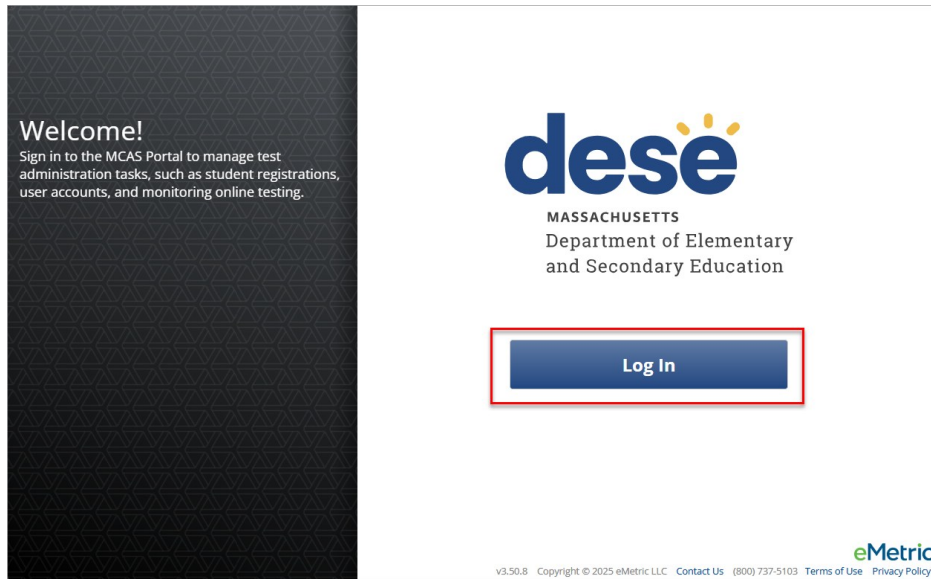 Welcome!
Sign in to the MCAS Portal to manage test
administration tasks, such as student registrations,
user accounts, and monitoring online testing.
dese
MASSACHUSETTS
Department of Elementary
and Secondary Education
Log In
eMetric
v3.50.8 Copyright © 2025 eMetric LLC Contact Us (800) 737-5103 Terms of Use Privacy Policy